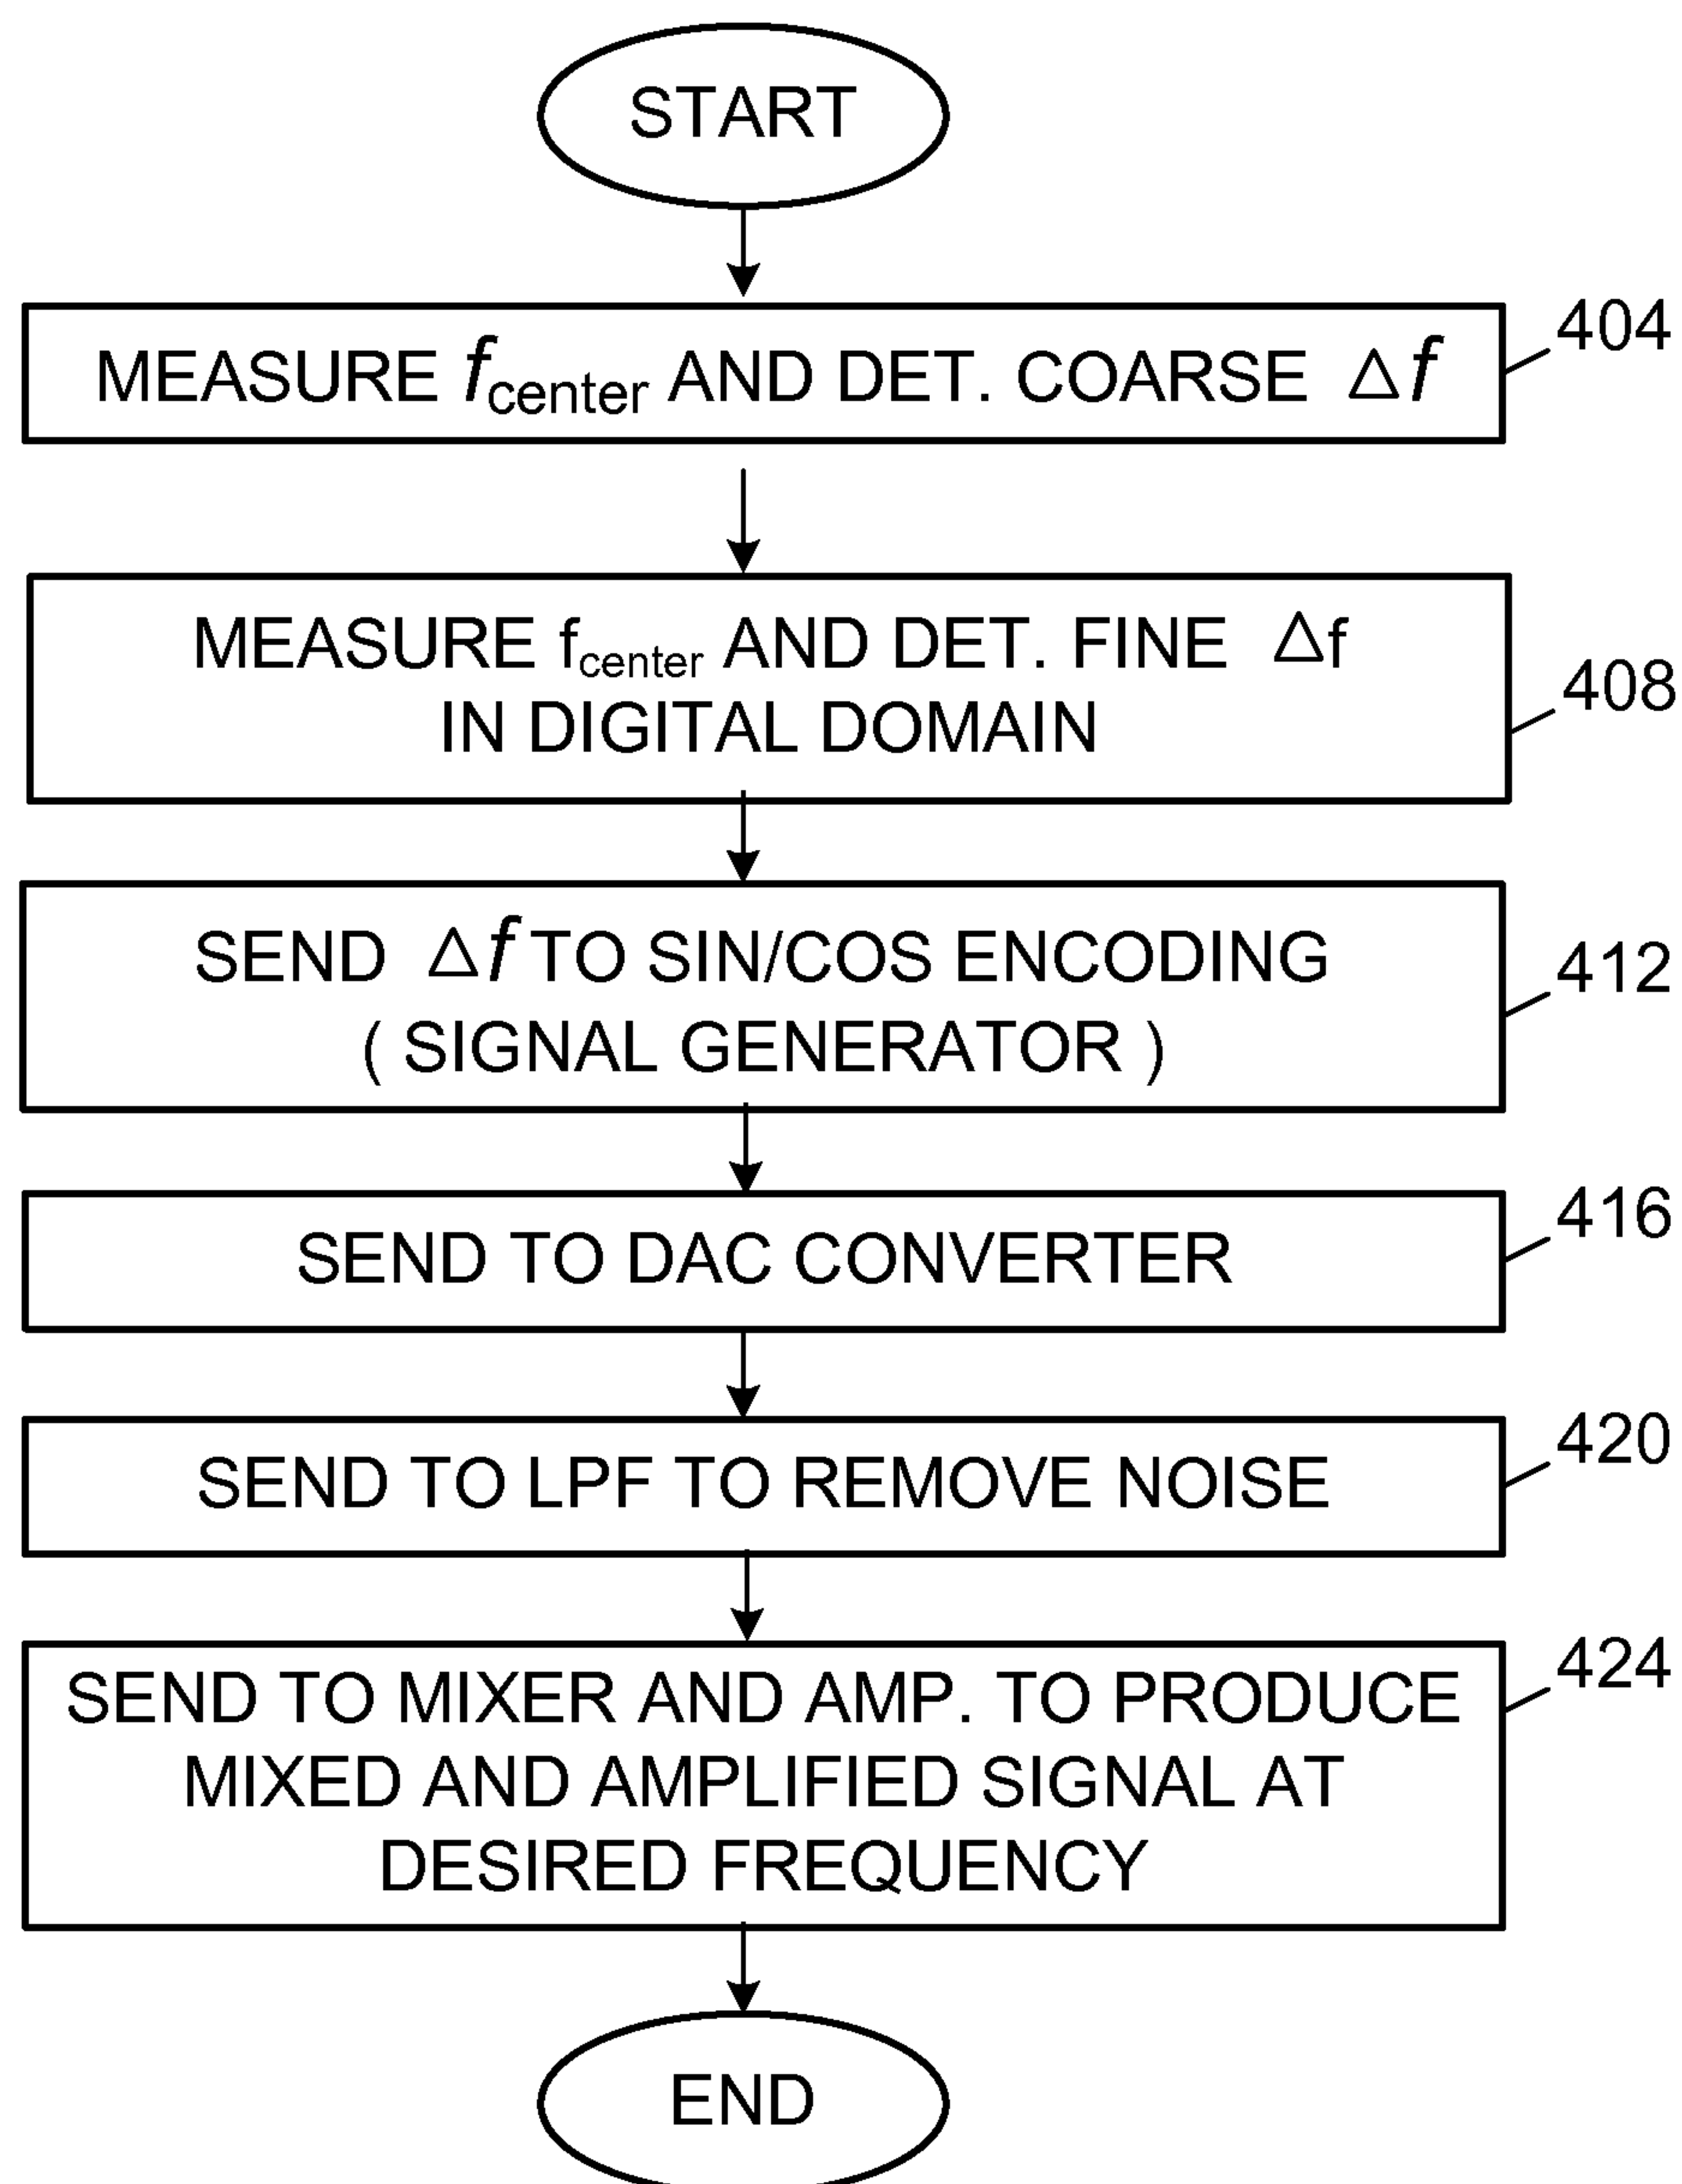 START
MEASURE fcenter AND DET. COARSE Δf
404
MEASURE fcenter AND DET. FINE Δf
IN DIGITAL DOMAIN
408
SEND Δf TO SIN/COS ENCODING
( SIGNAL GENERATOR )
412
SEND TO DAC CONVERTER
416
SEND TO LPF TO REMOVE NOISE
420
SEND TO MIXER AND AMP. TO PRODUCE
MIXED AND AMPLIFIED SIGNAL AT
DESIRED FREQUENCY
424
END